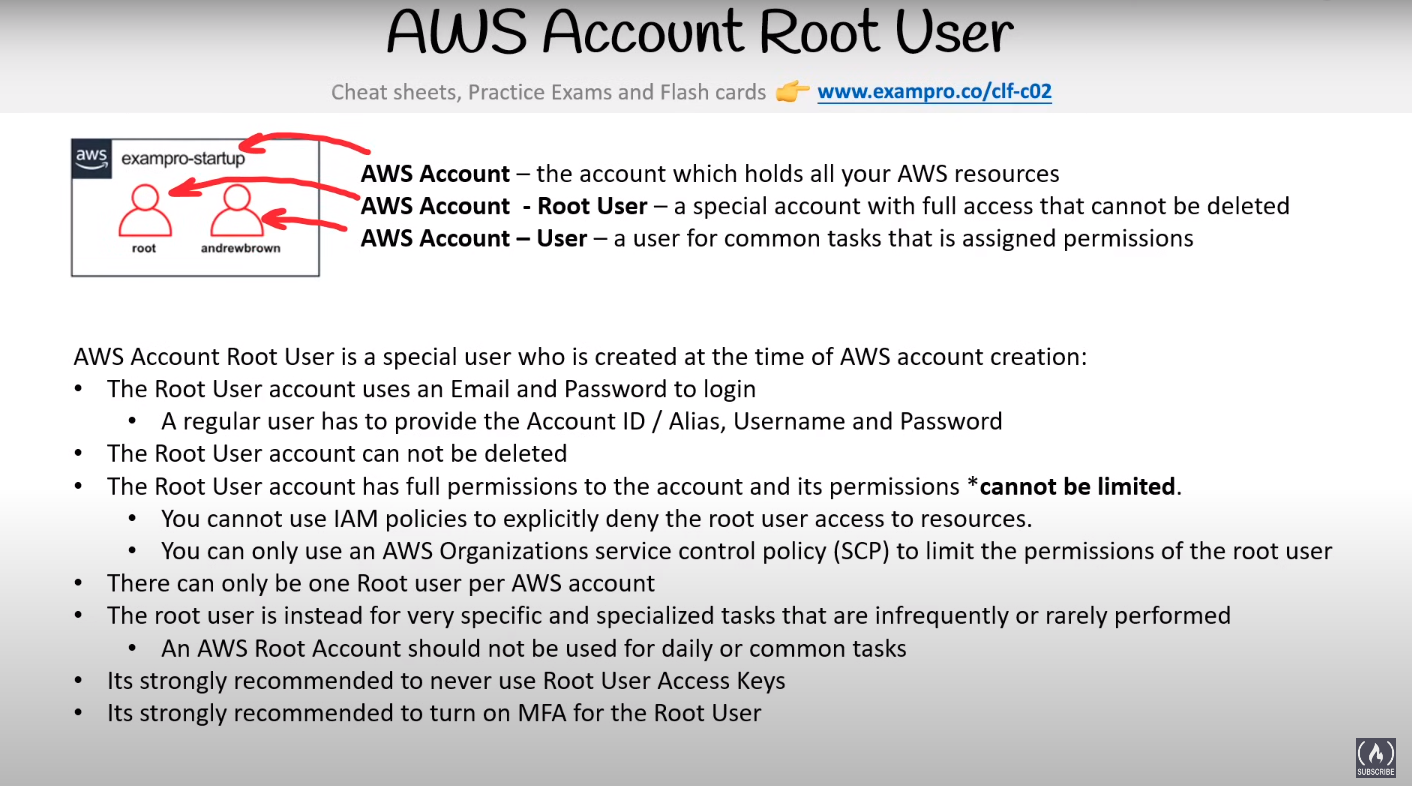 AWS Account Root User
Cheat sheets, Practice Exams and Flash cards 👉 www.exampro.co/clf-c02
aws
exampro-startup
root
andrewbrown
AWS Account – the account which holds all your AWS resources
AWS Account - Root User – a special account with full access that cannot be deleted
AWS Account – User – a user for common tasks that is assigned permissions
AWS Account Root User is a special user who is created at the time of AWS account creation:
• The Root User account uses an Email and Password to login
• A regular user has to provide the Account ID / Alias, Username and Password
• The Root User account can not be deleted
• The Root User account has full permissions to the account and its permissions *cannot be limited.
• You cannot use IAM policies to explicitly deny the root user access to resources.
• You can only use an AWS Organizations service control policy (SCP) to limit the permissions of the root user
• There can only be one Root user per AWS account
• The root user is instead for very specific and specialized tasks that are infrequently or rarely performed
• An AWS Root Account should not be used for daily or common tasks
• Its strongly recommended to never use Root User Access Keys
• Its strongly recommended to turn on MFA for the Root User
SUBSCRIBE